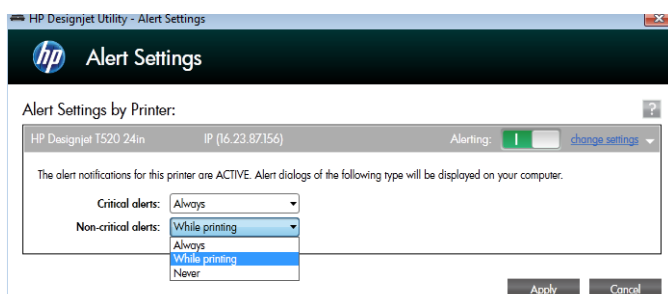 HP Designjet Utility - Alert Settings
hp Alert Settings
Alert Settings by Printer: ?
HP Designjet T520 24in IP (16.23.87.156) Alerting: change settings
The alert notifications for this printer are ACTIVE. Alert dialogs of the following type will be displayed on your computer.
Critical alerts: Always
Non-critical alerts: While printing
Always
While printing
Never
Apply Cancel